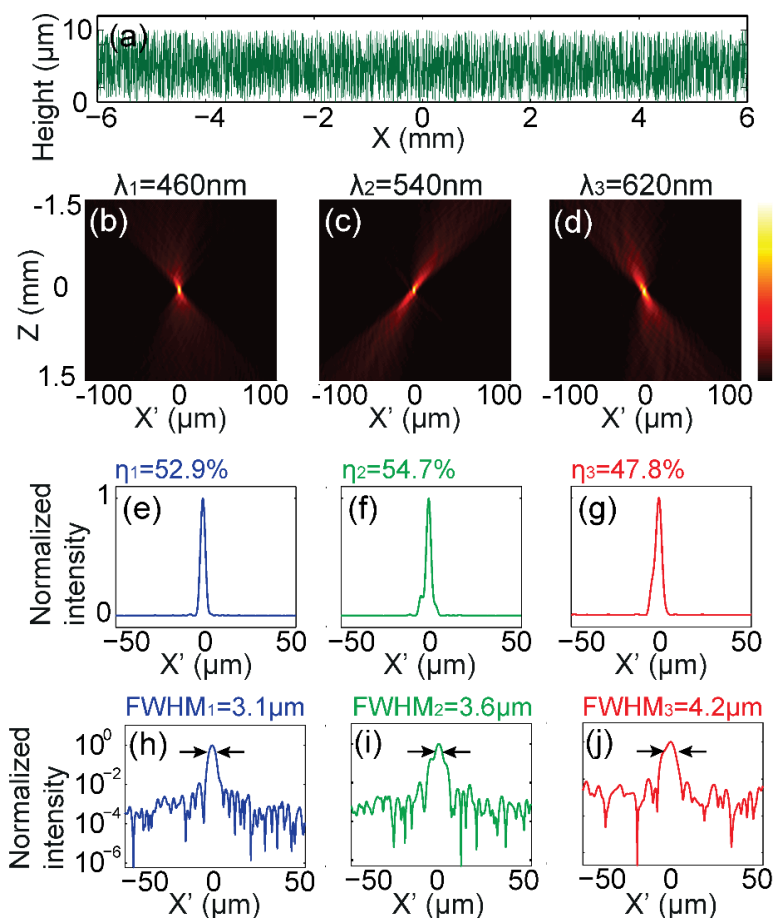 Height (µm)
10
0
(a)
−6 −4 −2 0 2 4 6
X (mm)
λ₁=460nm λ₂=540nm λ₃=620nm
Z (mm)
-1.5
0
1.5
(b) (c) (d)
-100 0 100 -100 0 100 -100 0 100
X' (µm) X' (µm) X' (µm)
η₁=52.9% η₂=54.7% η₃=47.8%
Normalized
intensity
1
0
(e) (f) (g)
−50 0 50 −50 0 50 −50 0 50
X' (µm) X' (µm) X' (µm)
FWHM₁=3.1µm FWHM₂=3.6µm FWHM₃=4.2µm
Normalized
intensity
10⁰
10⁻²
10⁻⁴
10⁻⁶
(h) (i) (j)
−50 0 50 −50 0 50 −50 0 50
X' (µm) X' (µm) X' (µm)